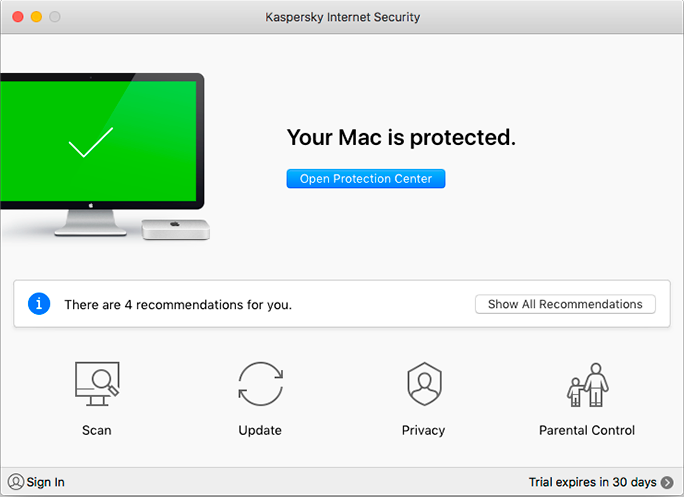 Kaspersky Internet Security
Your Mac is protected.
Open Protection Center
There are 4 recommendations for you.
Show All Recommendations
Scan
Update
Privacy
Parental Control
Sign In
Trial expires in 30 days